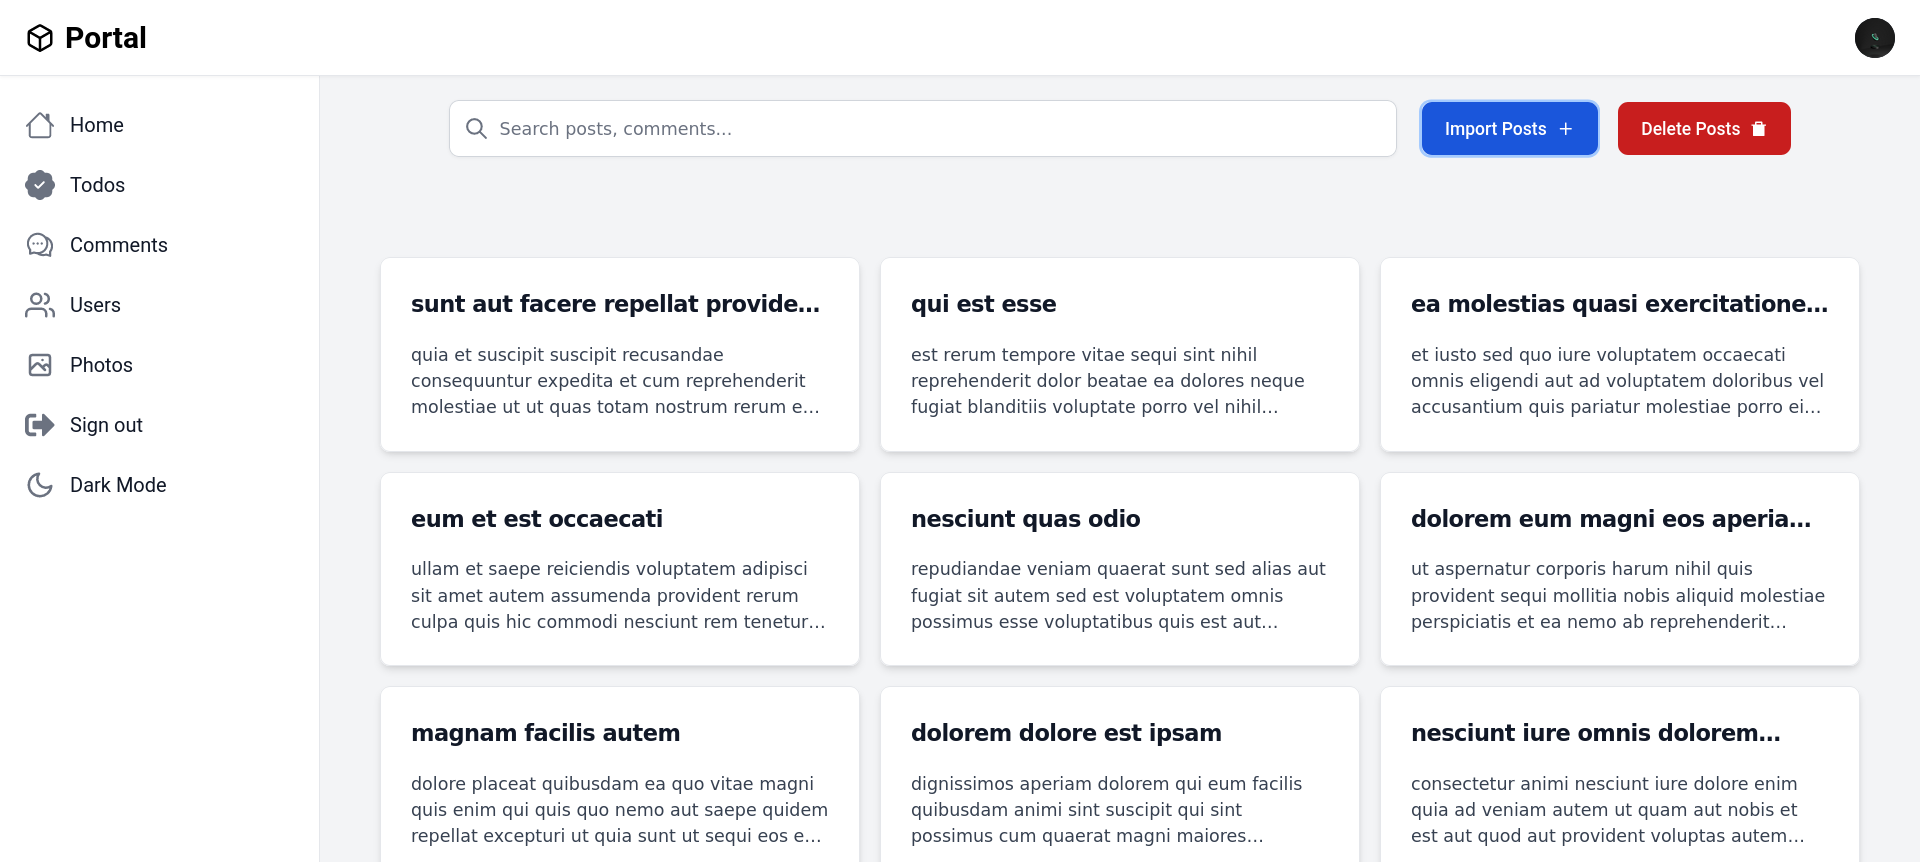 Portal
Home
Todos
Comments
Users
Photos
Sign out
Dark Mode
Search posts, comments...
Import Posts
Delete Posts
sunt aut facere repellat provide...
quia et suscipit suscipit recusandae
consequuntur expedita et cum reprehenderit
molestiae ut ut quas totam nostrum rerum e...
qui est esse
est rerum tempore vitae sequi sint nihil
reprehenderit dolor beatae ea dolores neque
fugiat blanditiis voluptate porro vel nihil...
ea molestias quasi exercitatione...
et iusto sed quo iure voluptatem occaecati
omnis eligendi aut ad voluptatem doloribus vel
accusantium quis pariatur molestiae porro ei...
eum et est occaecati
ullam et saepe reiciendis voluptatem adipisci
sit amet autem assumenda provident rerum
culpa quis hic commodi nesciunt rem tenetur...
nesciunt quas odio
repudiandae veniam quaerat sunt sed alias aut
fugiat sit autem sed est voluptatem omnis
possimus esse voluptatibus quis est aut...
dolorem eum magni eos aperia...
ut aspernatur corporis harum nihil quis
provident sequi mollitia nobis aliquid molestiae
perspiciatis et ea nemo ab reprehenderit...
magnam facilis autem
dolore placeat quibusdam ea quo vitae magni
quis enim qui quis quo nemo aut saepe quidem
repellat excepturi ut quia sunt ut sequi eos e...
dolorem dolore est ipsam
dignissimos aperiam dolorem qui eum facilis
quibusdam animi sint suscipit qui sint
possimus cum quaerat magni maiores...
nesciunt iure omnis dolorem...
consectetur animi nesciunt iure dolore enim
quia ad veniam autem ut quam aut nobis et
est aut quod aut provident voluptas autem...